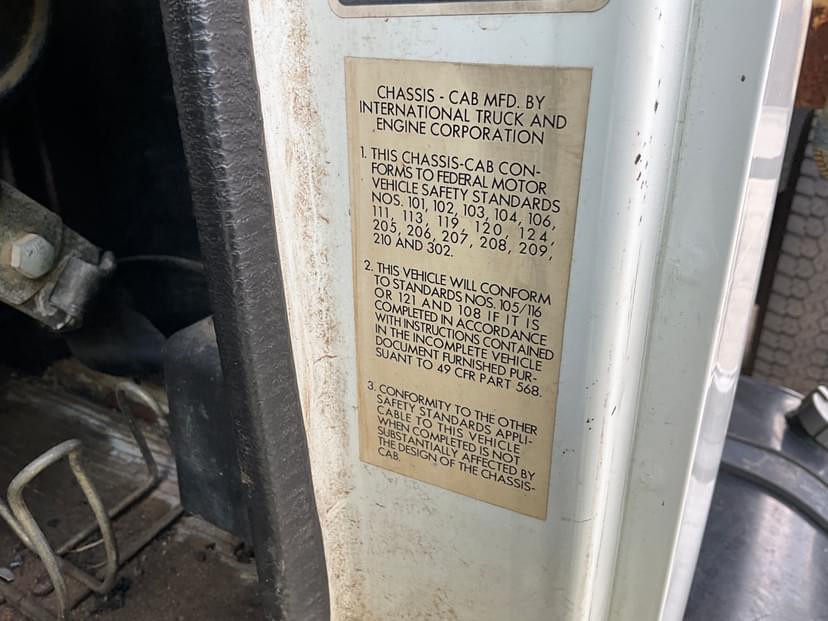 CHASSIS - CAB MFD. BY
INTERNATIONAL TRUCK AND
ENGINE CORPORATION
1. THIS CHASSIS-CAB CON-
FORMS TO FEDERAL MOTOR
VEHICLE SAFETY STANDARDS
NOS. 101, 102, 103, 104, 106,
111, 113, 119, 120, 124,
205, 206, 207, 208, 209,
210 AND 302.
2. THIS VEHICLE WILL CONFORM
TO STANDARDS NOS. 105/116
OR 121 AND 108 IF IT IS
COMPLETED IN ACCORDANCE
WITH INSTRUCTIONS CONTAINED
IN THE INCOMPLETE VEHICLE
DOCUMENT FURNISHED PUR-
SUANT TO 49 CFR PART 568.
3. CONFORMITY TO THE OTHER
SAFETY STANDARDS APPLI-
CABLE TO THIS VEHICLE
WHEN COMPLETED IS NOT
SUBSTANTIALLY AFFECTED BY
THE DESIGN OF THE CHASSIS-
CAB.